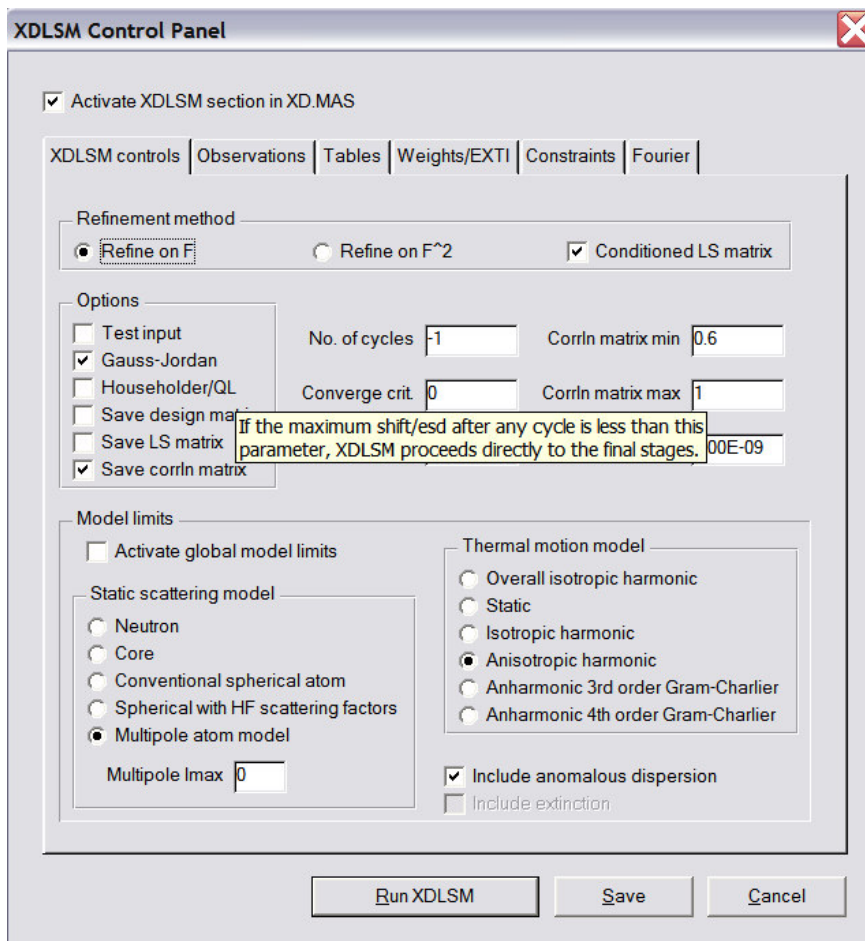 XDLSM Control Panel
Activate XDLSM section in XD.MAS
XDLSM controls Observations Tables Weights/EXTI Constraints Fourier
Refinement method
Refine on F Refine on F^2 Conditioned LS matrix
Options
Test input
Gauss-Jordan
Householder/QL
Save design matrix
Save LS matrix
Save corrln matrix
No. of cycles -1 Corrln matrix min 0.6
Converge crit. 0 Corrln matrix max 1
If the maximum shift/esd after any cycle is less than this
parameter, XDLSM proceeds directly to the final stages.
00E-09
Model limits
Activate global model limits
Static scattering model
Neutron
Core
Conventional spherical atom
Spherical with HF scattering factors
Multipole atom model
Multipole lmax 0
Thermal motion model
Overall isotropic harmonic
Static
Isotropic harmonic
Anisotropic harmonic
Anharmonic 3rd order Gram-Charlier
Anharmonic 4th order Gram-Charlier
Include anomalous dispersion
Include extinction
Run XDLSM Save Cancel